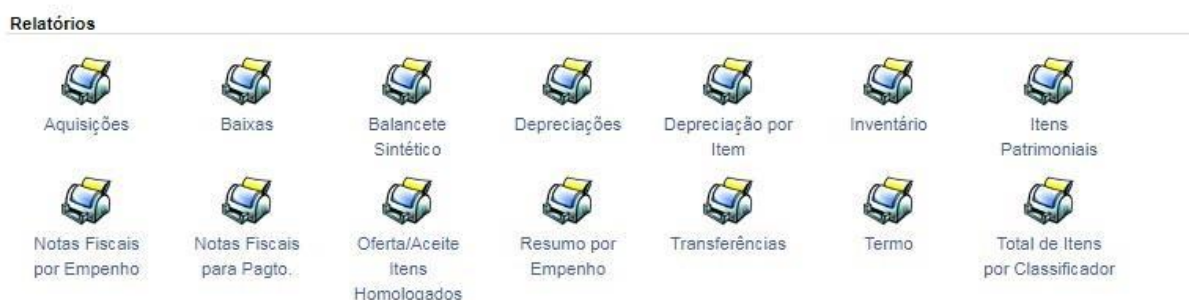 Relatórios
Aquisições
Baixas
Balancete
Sintético
Depreciações
Depreciação por
Item
Inventário
Itens
Patrimoniais
Notas Fiscais
por Empenho
Notas Fiscais
para Pagto.
Oferta/Aceite
Itens
Homologados
Resumo por
Empenho
Transferências
Termo
Total de Itens
por Classificador